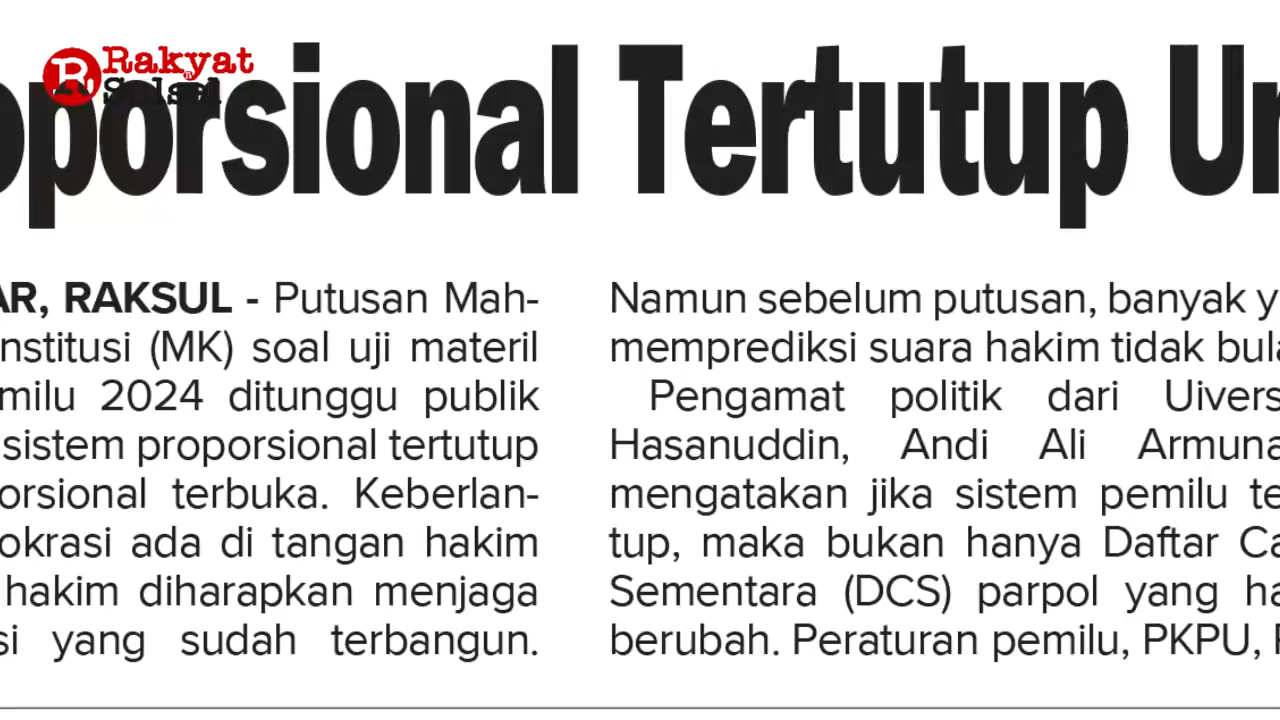 Rakyat
Sulsel
oporsional Tertutup Un
AR, RAKSUL - Putusan Mah-
nstitusi (MK) soal uji materil
milu 2024 ditunggu publik
sistem proporsional tertutup
orsional terbuka. Keberlan-
okrasi ada di tangan hakim
hakim diharapkan menjaga
si yang sudah terbangun.
Namun sebelum putusan, banyak y
memprediksi suara hakim tidak bula
Pengamat politik dari Uivers
Hasanuddin, Andi Ali Armuna
mengatakan jika sistem pemilu te
tup, maka bukan hanya Daftar Ca
Sementara (DCS) parpol yang ha
berubah. Peraturan pemilu, PKPU,